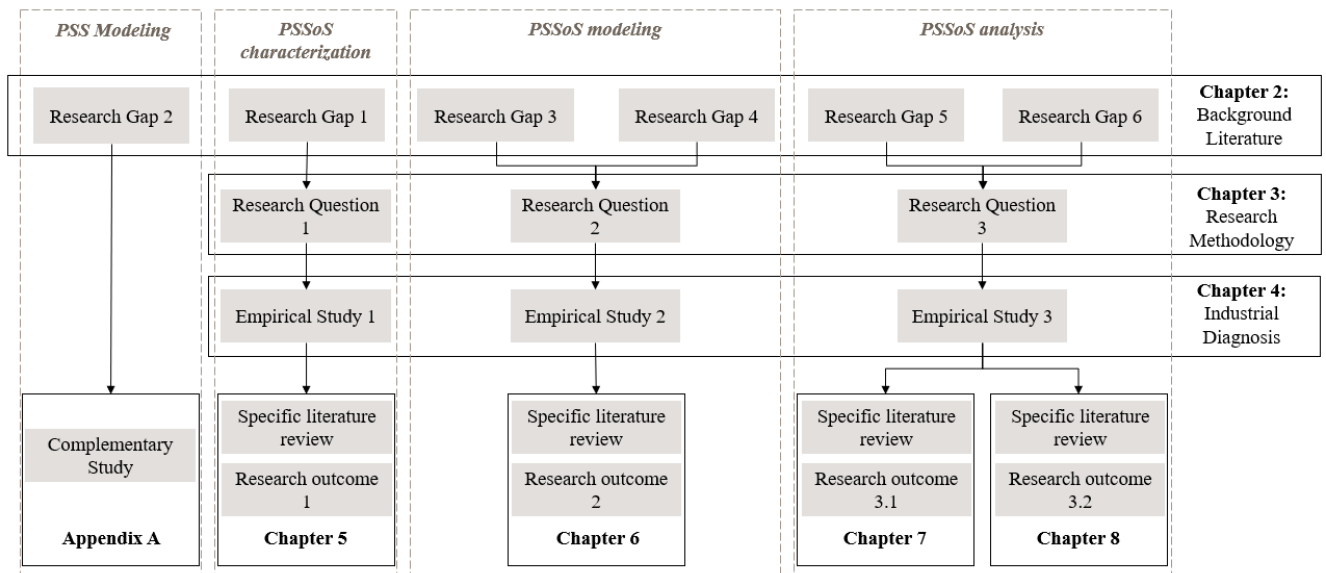 PSS Modeling
PSSoS
characterization
PSSoS modeling
PSSoS analysis
Research Gap 2
Research Gap 1
Research Gap 3
Research Gap 4
Research Gap 5
Research Gap 6
Chapter 2:
Background
Literature
Research Question
1
Research Question
2
Research Question
3
Chapter 3:
Research
Methodology
Empirical Study 1
Empirical Study 2
Empirical Study 3
Chapter 4:
Industrial
Diagnosis
Complementary
Study
Appendix A
Specific literature
review
Research outcome
1
Chapter 5
Specific literature
review
Research outcome
2
Chapter 6
Specific literature
review
Research outcome
3.1
Chapter 7
Specific literature
review
Research outcome
3.2
Chapter 8